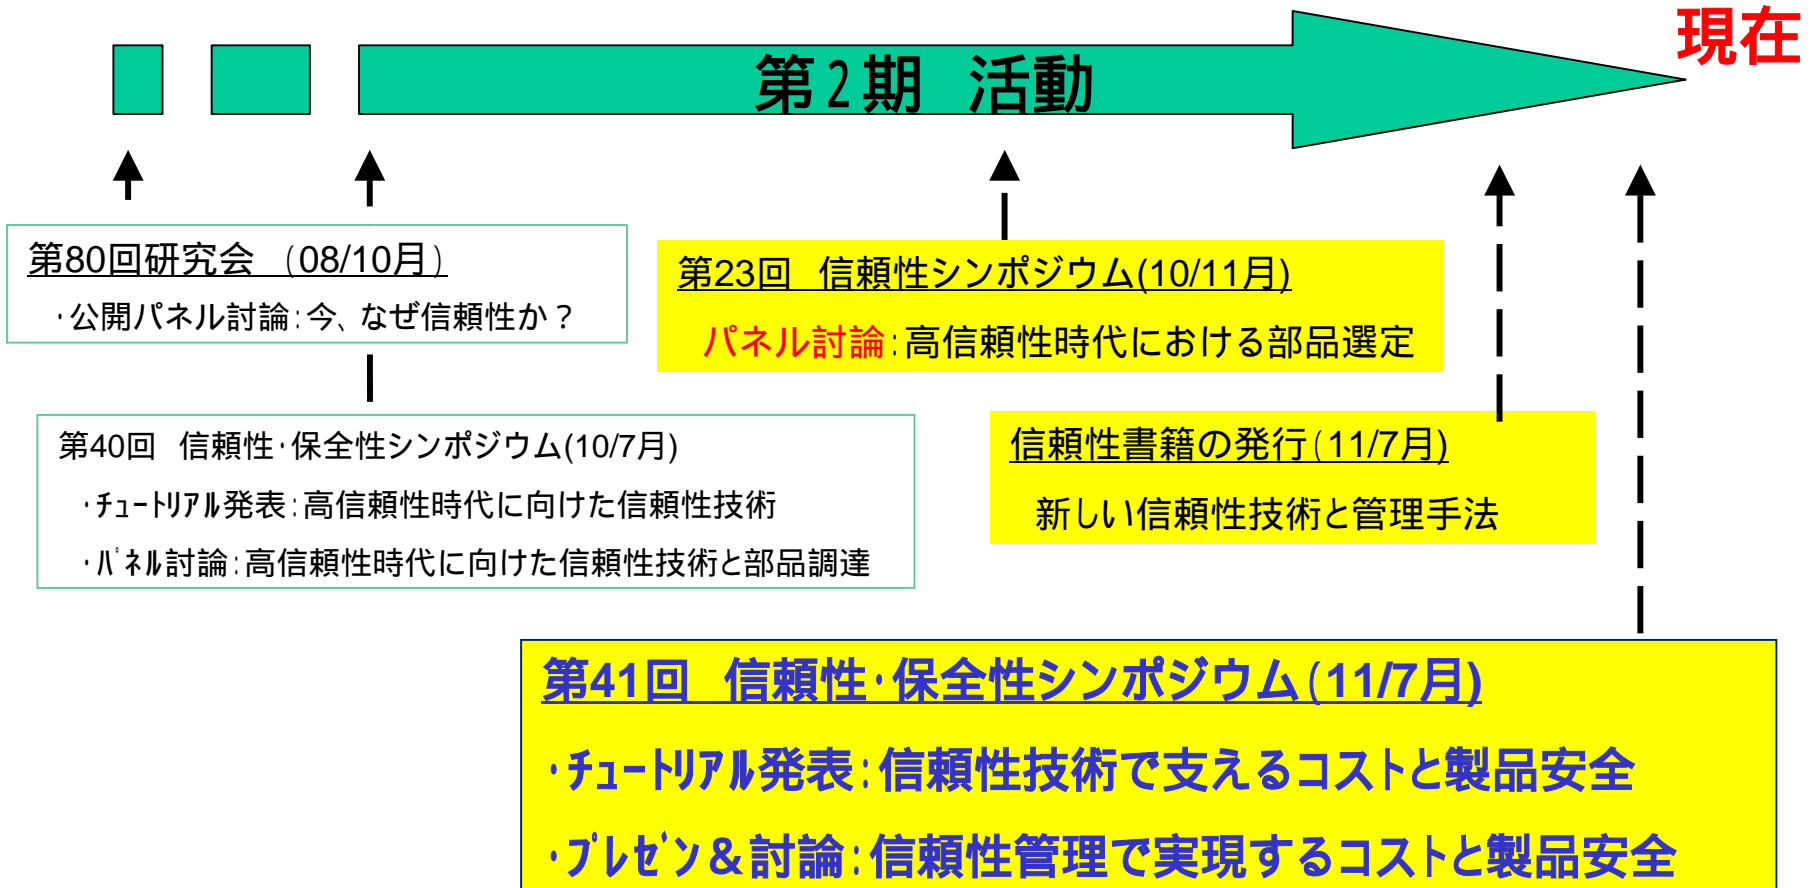 現在
第2期　活動
第80回研究会　(08/10月)
・公開パネル討論：今、なぜ信頼性か？
第23回　信頼性シンポジウム(10/11月)
パネル討論：高信頼性時代における部品選定
第40回　信頼性・保全性シンポジウム(10/7月)
・ﾁｭｰﾄﾘｱﾙ発表：高信頼性時代に向けた信頼性技術
・ﾊﾟﾈﾙ討論：高信頼性時代に向けた信頼性技術と部品調達
信頼性書籍の発行(11/7月)
新しい信頼性技術と管理手法
第41回　信頼性・保全性シンポジウム(11/7月)
・ﾁｭｰﾄﾘｱﾙ発表：信頼性技術で支えるコストと製品安全
・ﾌﾟﾚｾﾞﾝ＆討論：信頼性管理で実現するコストと製品安全